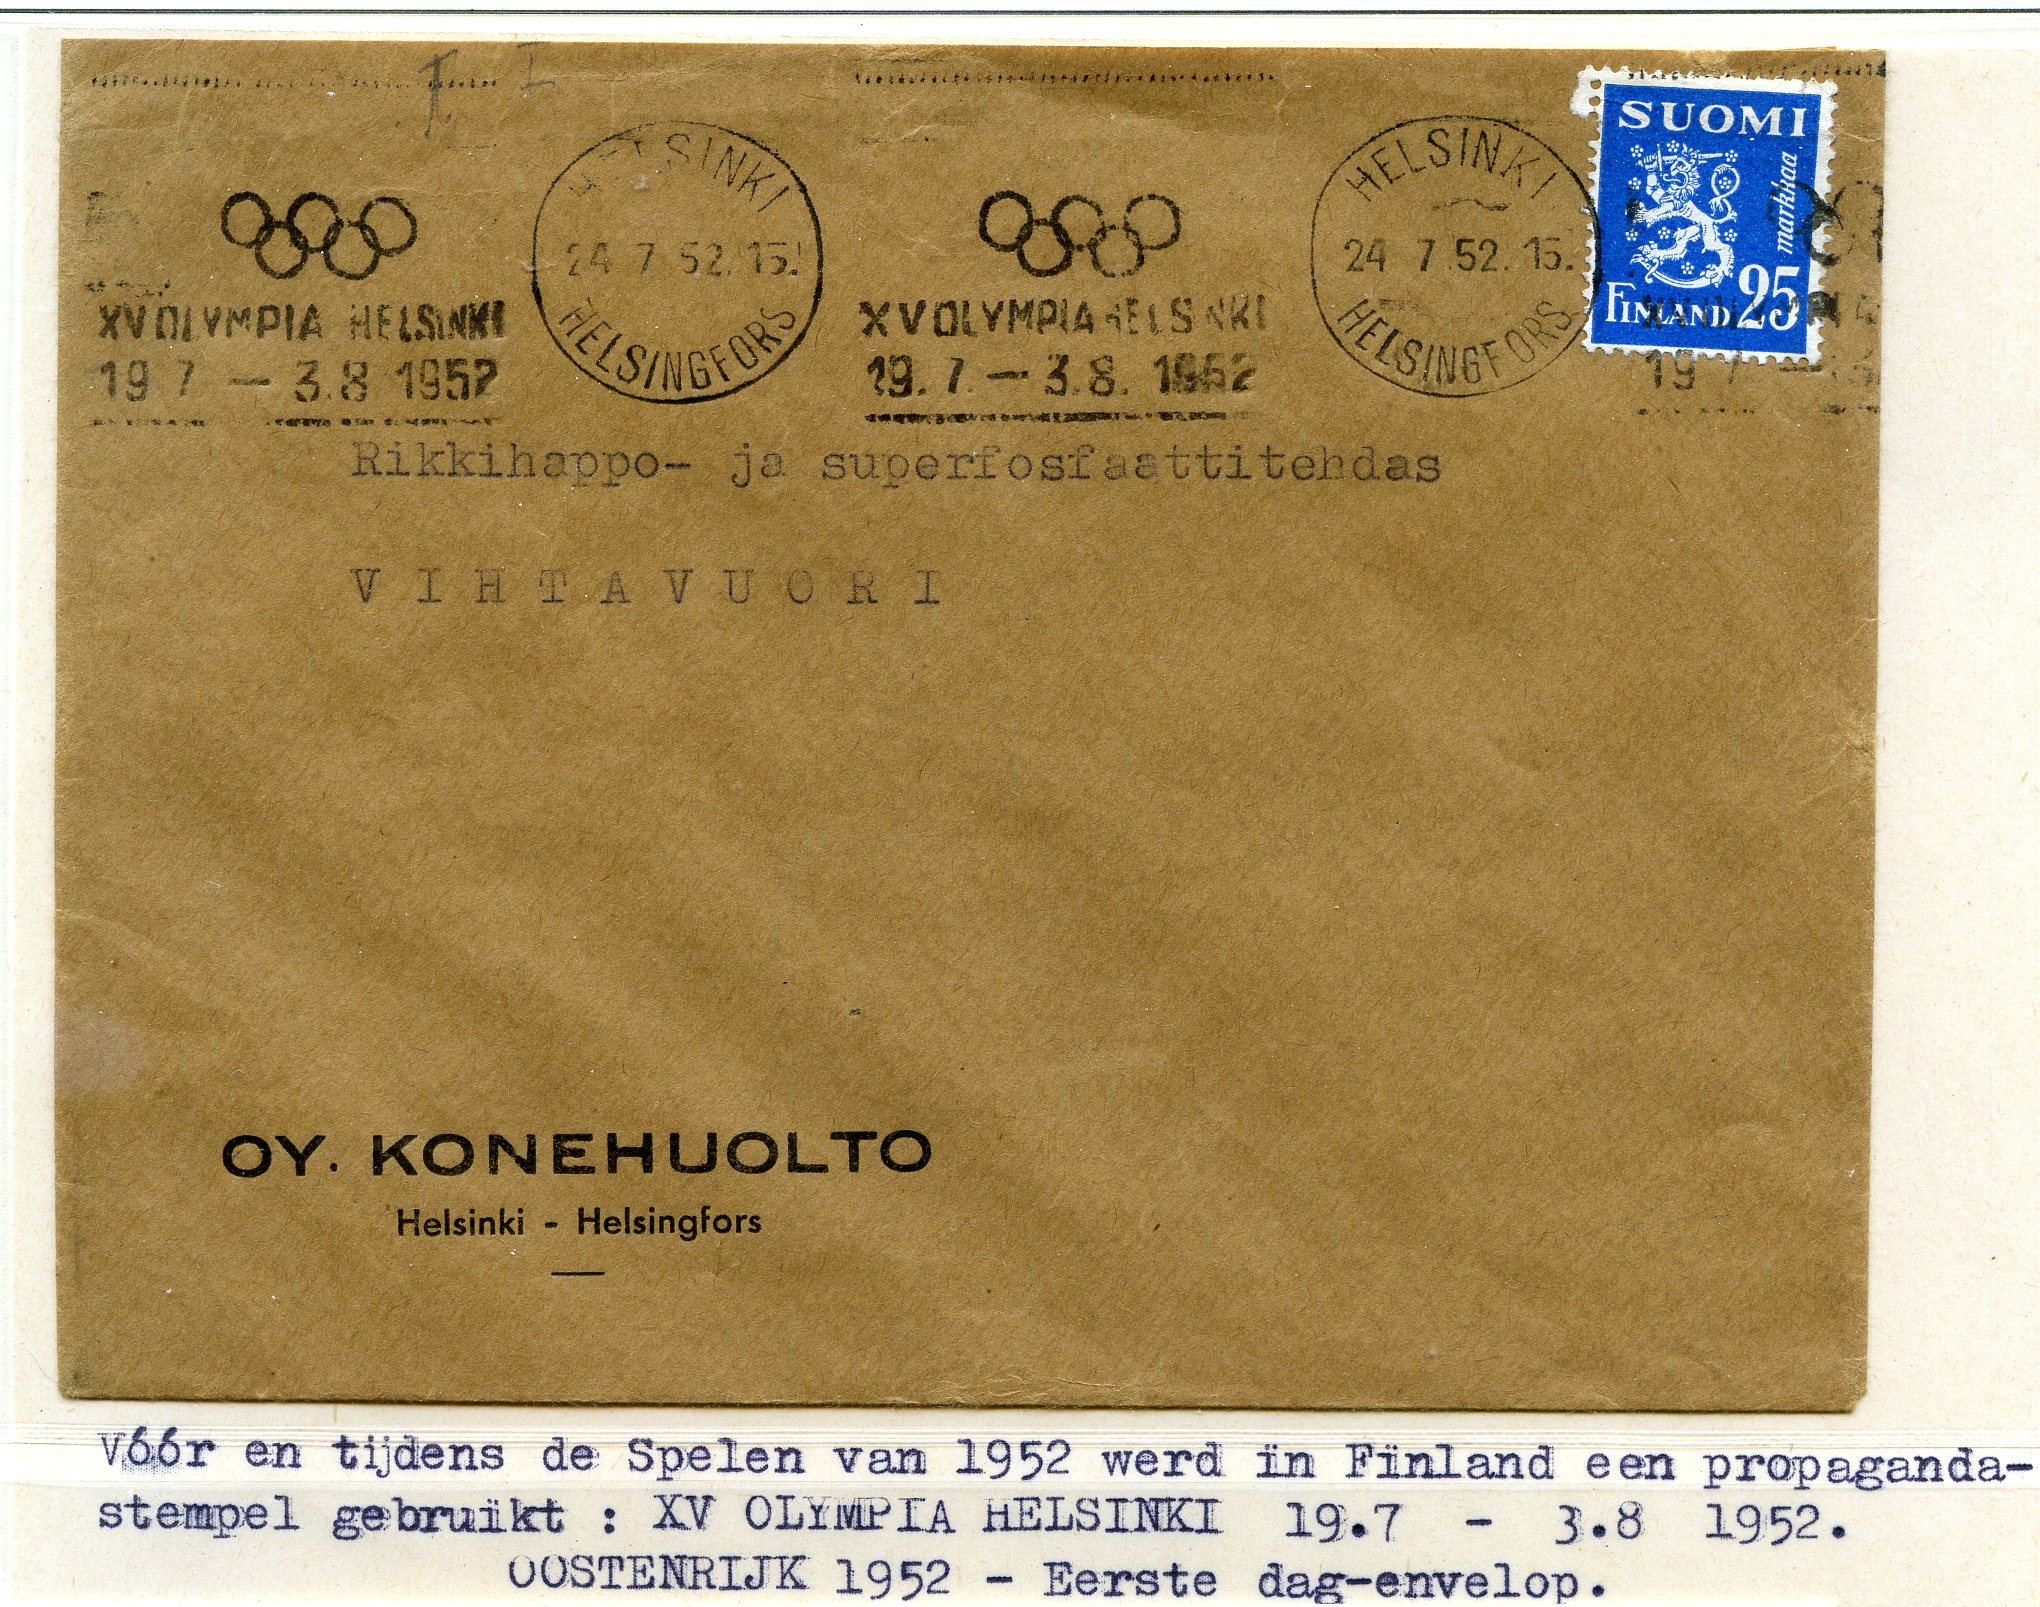 HELSINKI
24 7 52. 15.
HELSINGFORS
XV OLYMPIA HELSINKI
19 7 — 3.8 1952
HELSINKI
24 7 52. 15.
HELSINGFORS
XV OLYMPIA HELSINKI
19. 7. — 3.8. 1952
SUOMI
markkaa
FINLAND 25
19 7
Rikkihappo- ja superfosfaattitehdas
VIHTAVUORI
OY. KONEHUOLTO
Helsinki - Helsingfors
Vóór en tijdens de Spelen van 1952 werd in Finland een propaganda-
stempel gebruikt : XV OLYMPIA HELSINKI 19.7 - 3.8 1952.
OOSTENRIJK 1952 - Eerste dag-envelop.